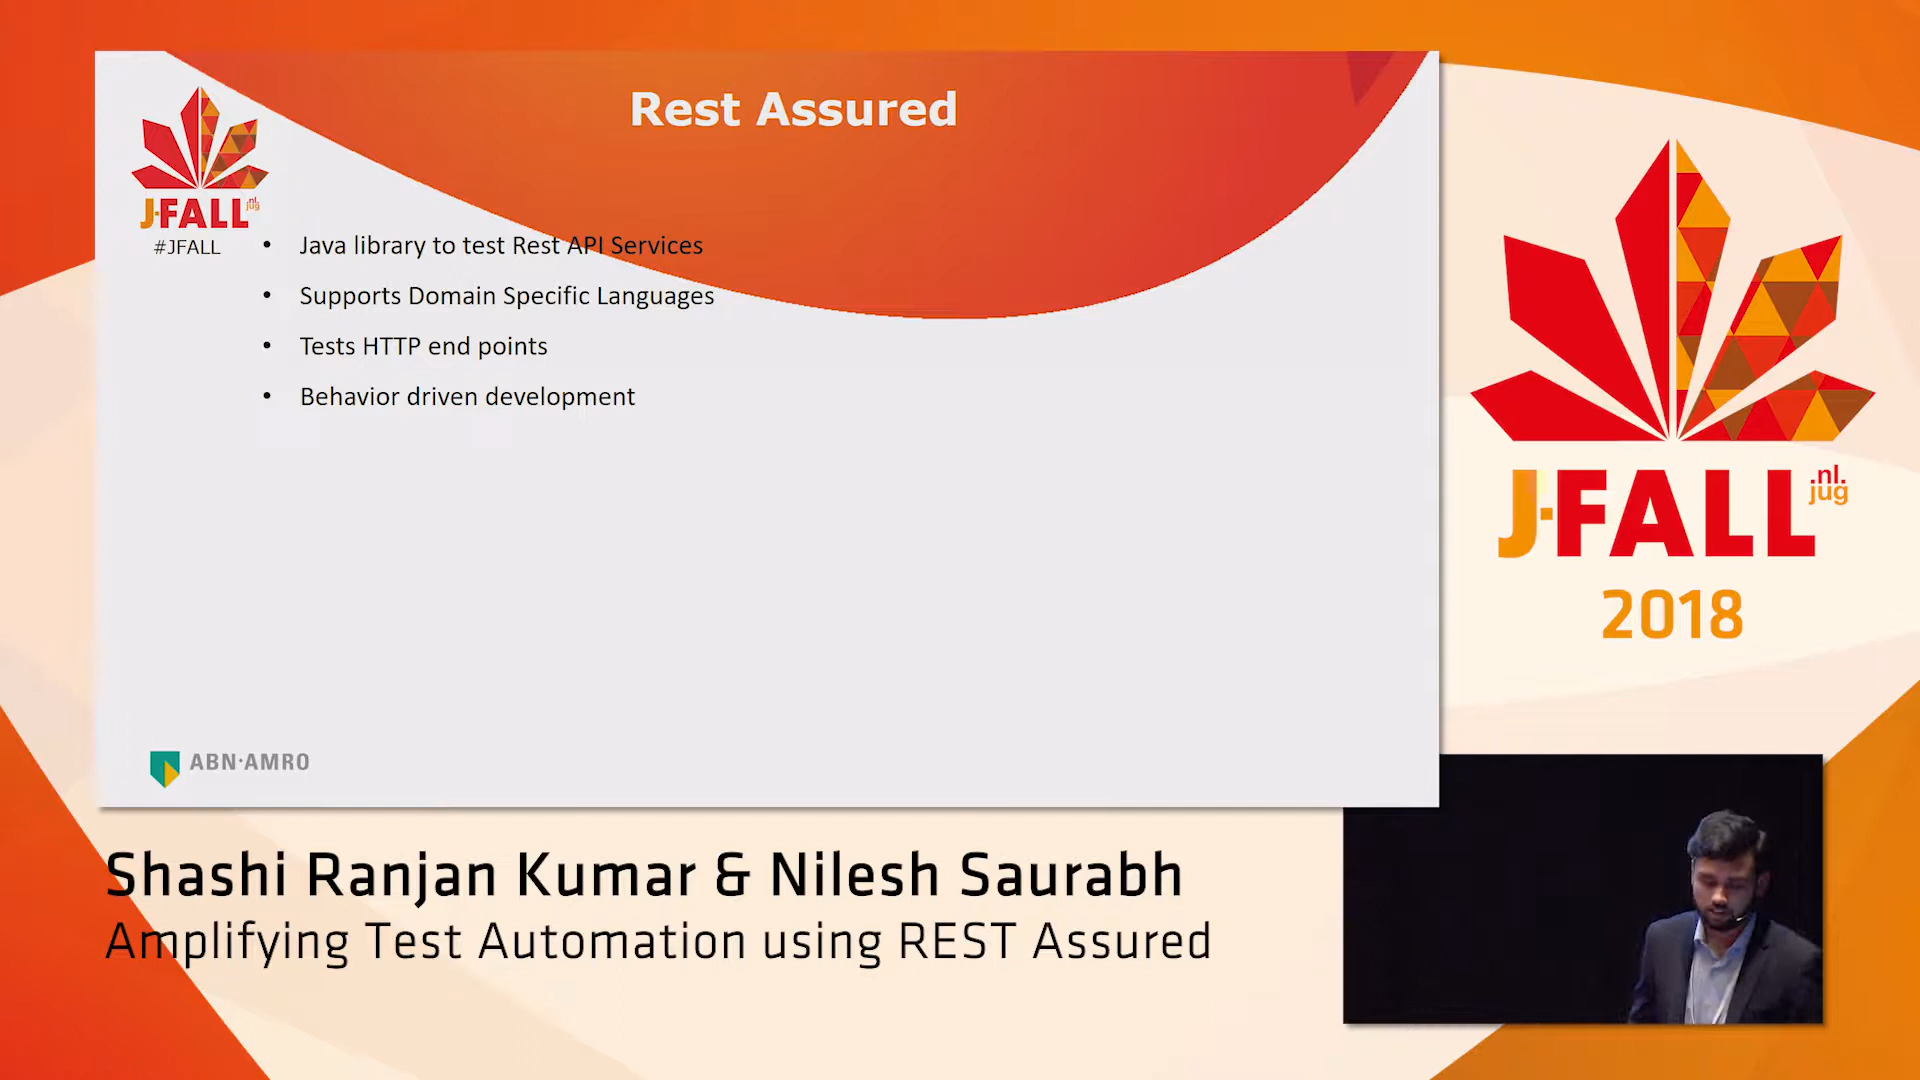 Rest Assured
J-FALL
.nl.
jug
#JFALL
• Java library to test Rest API Services
• Supports Domain Specific Languages
• Tests HTTP end points
• Behavior driven development
ABN·AMRO
J·FALL
.nl.
jug
2018
Shashi Ranjan Kumar & Nilesh Saurabh
Amplifying Test Automation using REST Assured